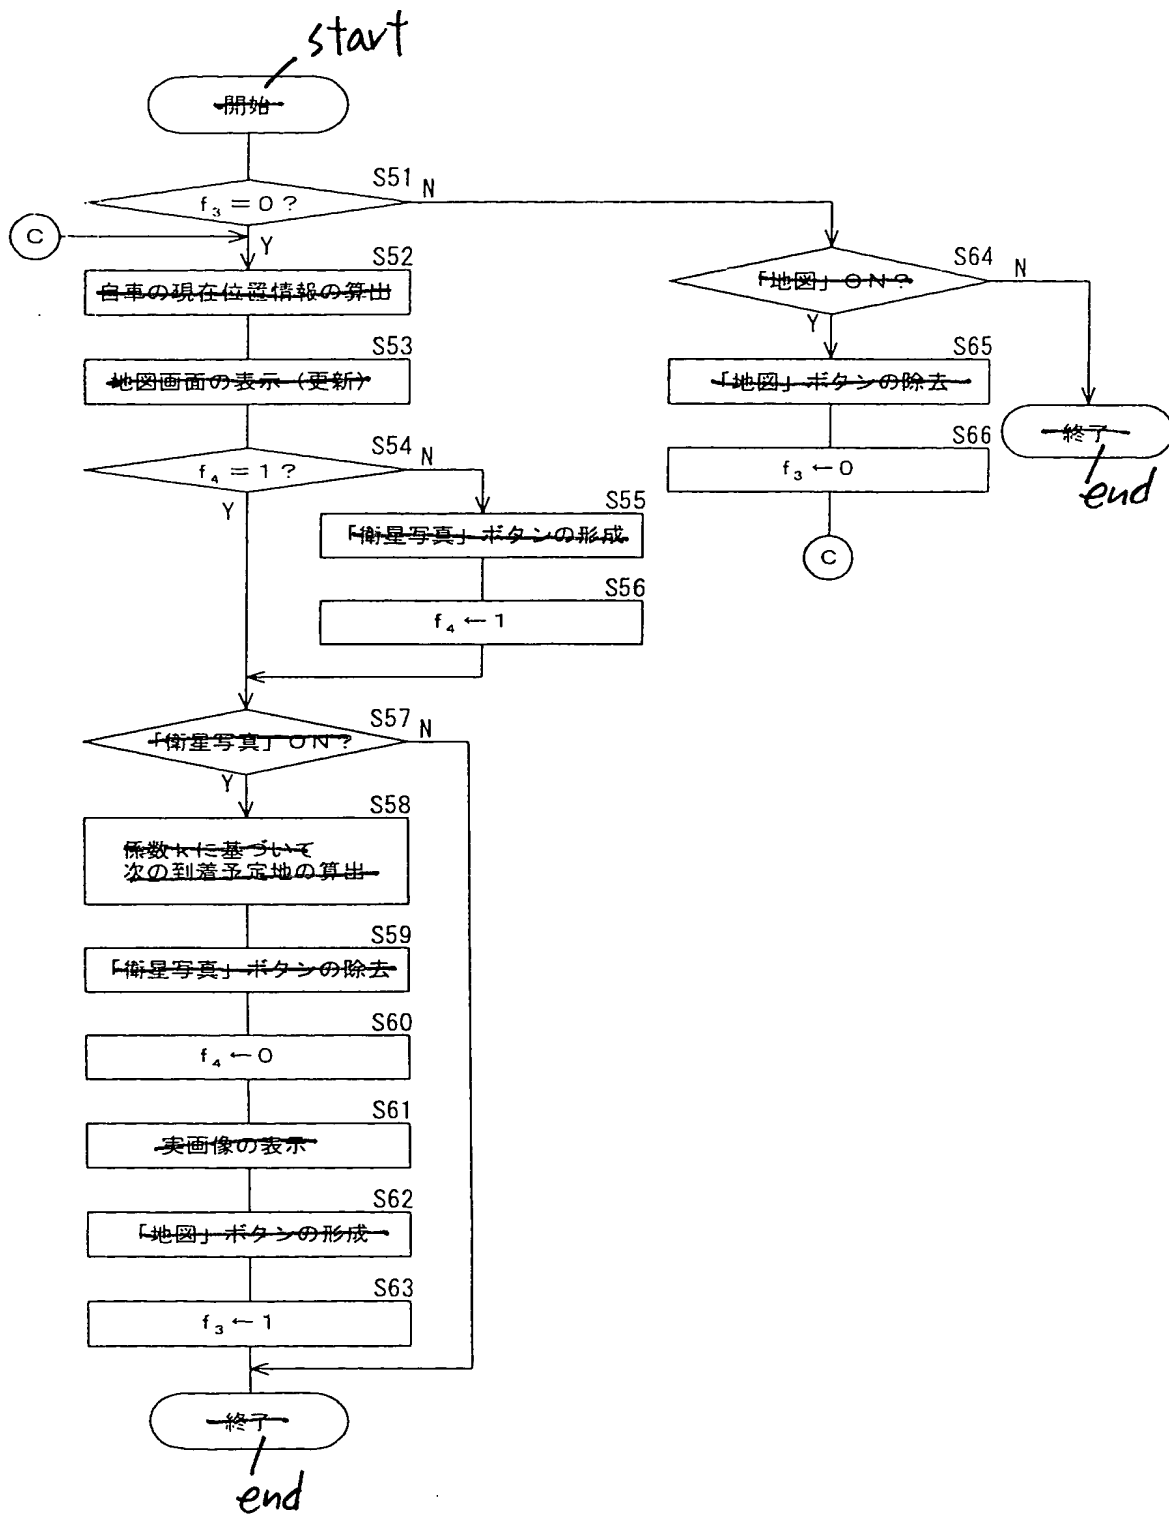 start
開始
S51
f₃＝0？
N
C
Y
S52
自車の現在位置情報の算出
S53
地図画面の表示（更新）
S54
f₄＝1？
N
Y
S55
「衛星写真」ボタンの形成
S56
f₄←1
S57
「衛星写真」ON？
N
Y
S58
係数kに基づいて
次の到着予定地の算出
S59
「衛星写真」ボタンの除去
S60
f₄←0
S61
実画像の表示
S62
「地図」ボタンの形成
S63
f₃←1
終了
end
S64
「地図」ON？
N
Y
S65
「地図」ボタンの除去
S66
f₃←0
C
終了
end